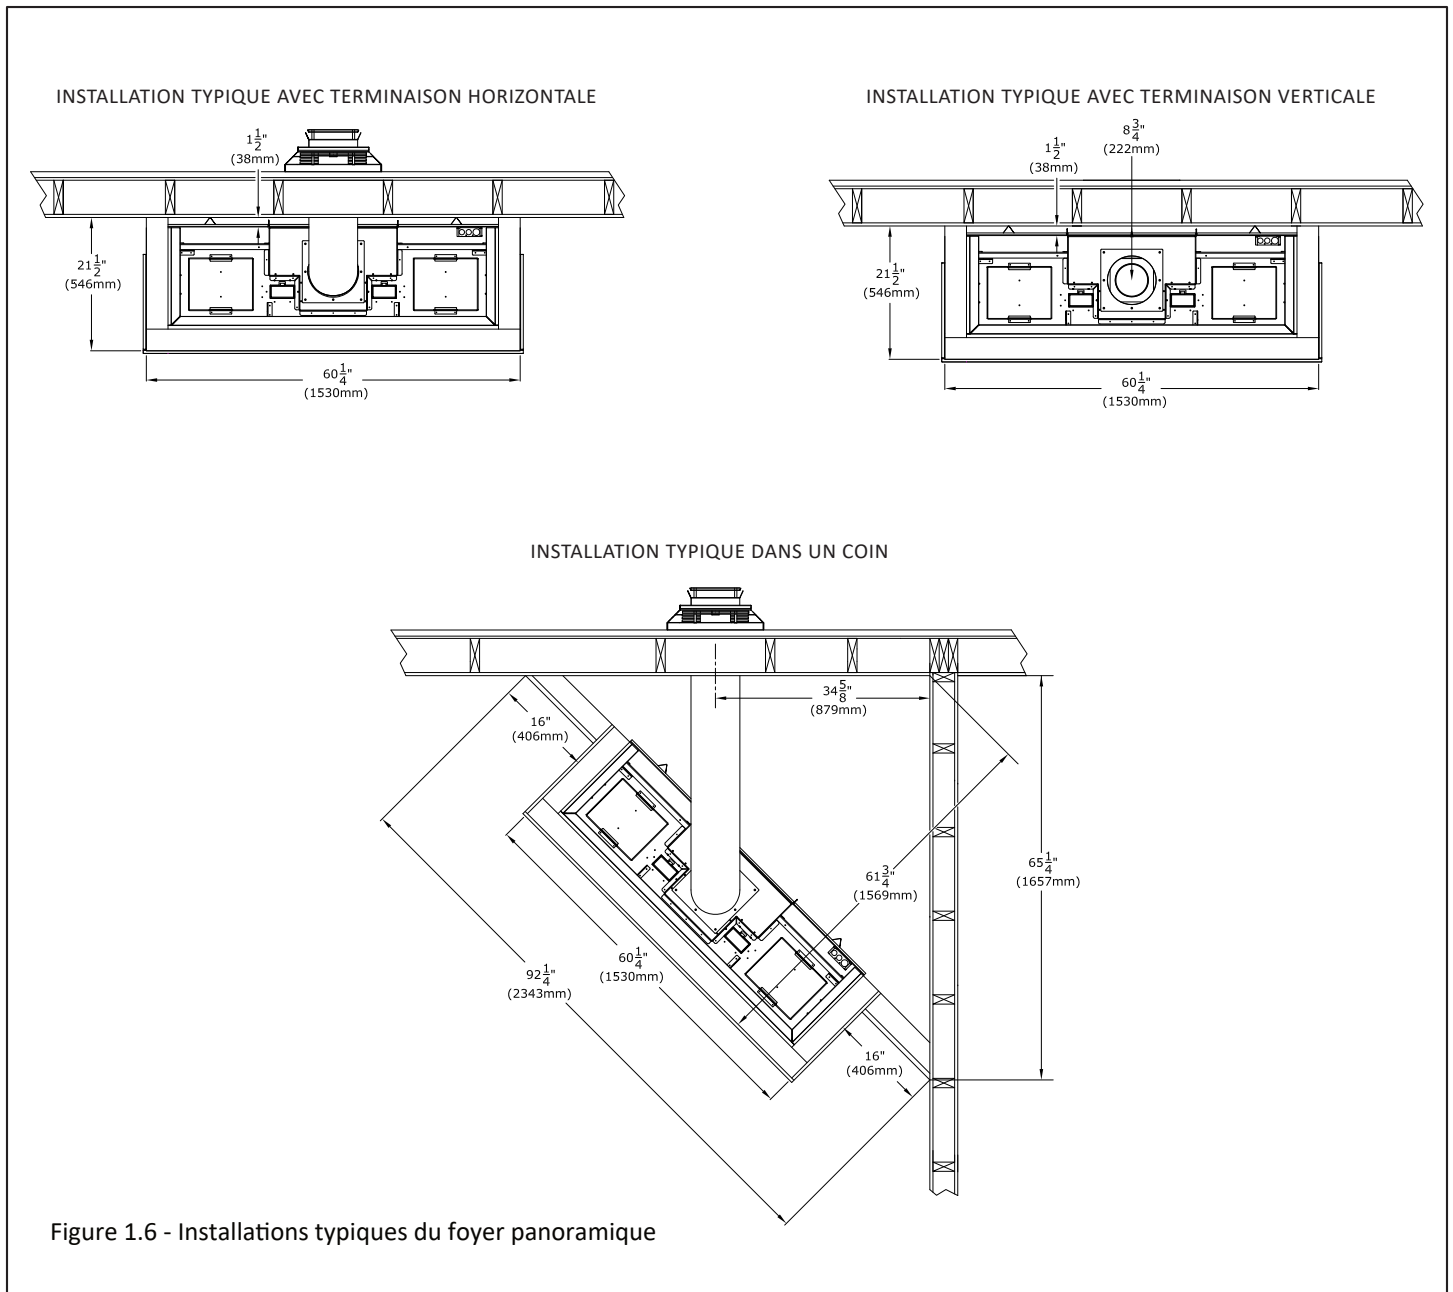 INSTALLATION TYPIQUE AVEC TERMINAISON HORIZONTALE
1 1/2"
(38mm)
21 1/2"
(546mm)
60 1/4"
(1530mm)
INSTALLATION TYPIQUE AVEC TERMINAISON VERTICALE
8 3/4"
(222mm)
1 1/2"
(38mm)
21 1/2"
(546mm)
60 1/4"
(1530mm)
INSTALLATION TYPIQUE DANS UN COIN
34 5/8"
(879mm)
16"
(406mm)
61 3/4"
(1569mm)
65 1/4"
(1657mm)
60 1/4"
(1530mm)
92 1/4"
(2343mm)
16"
(406mm)
Figure 1.6 - Installations typiques du foyer panoramique